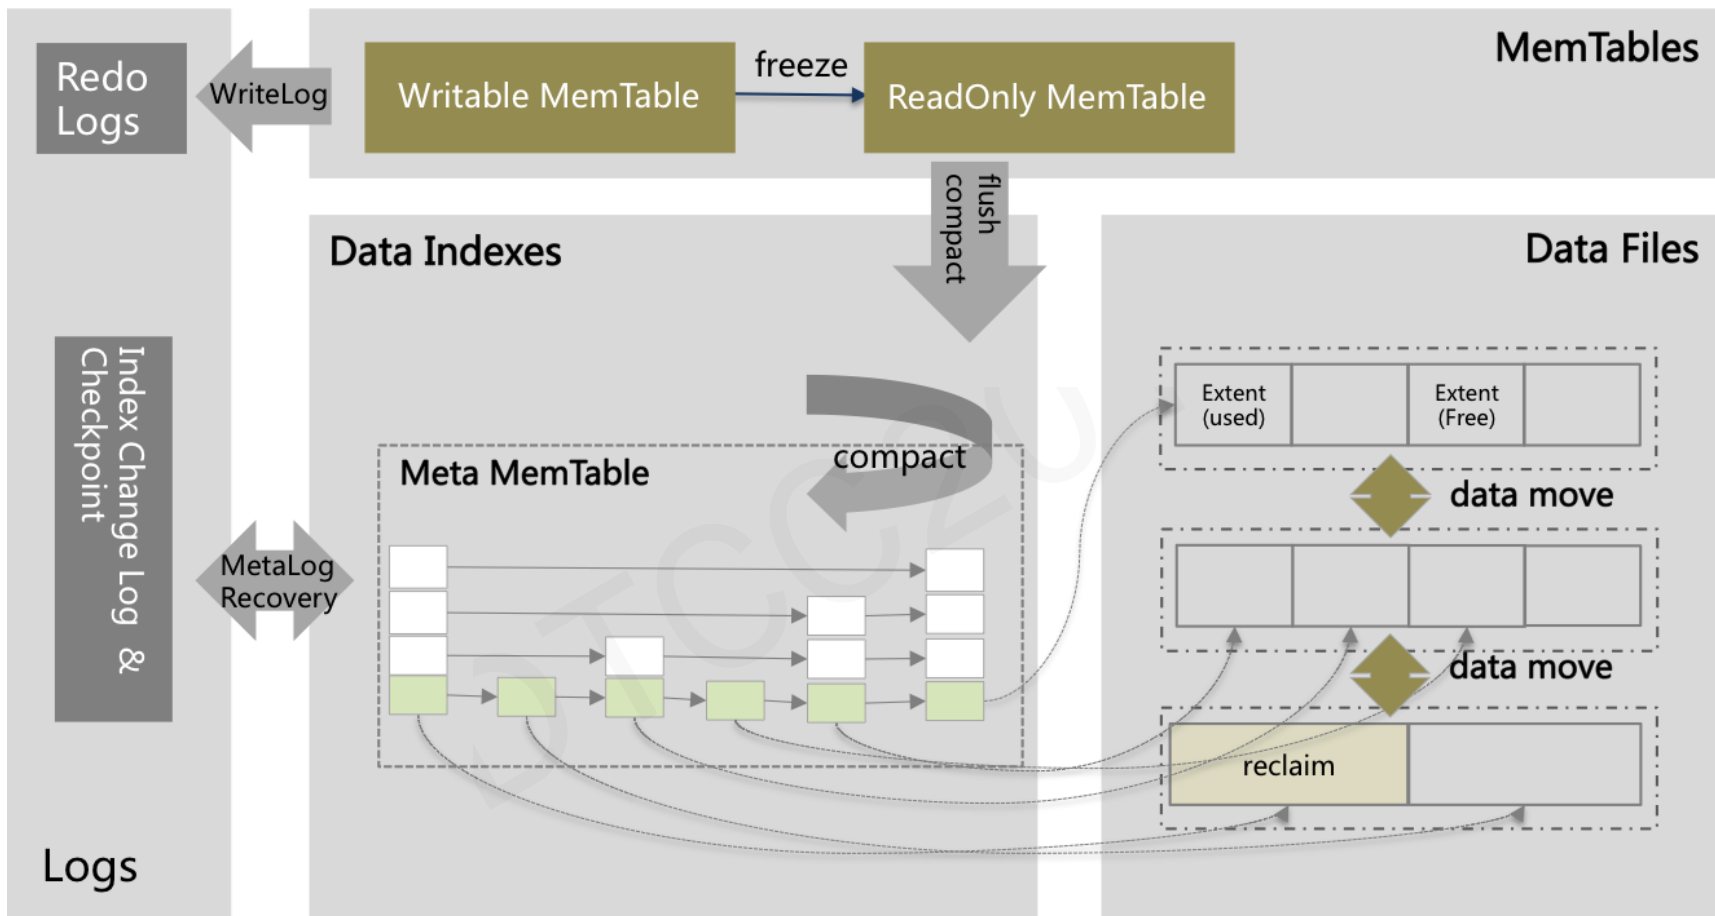 MemTables
Redo
Logs
WriteLog
Writable MemTable
freeze
ReadOnly MemTable
flush
compact
Data Indexes
Data Files
Index Change Log &
Checkpoint
Extent
(used)
Extent
(Free)
compact
Meta MemTable
data move
MetaLog
Recovery
data move
reclaim
Logs